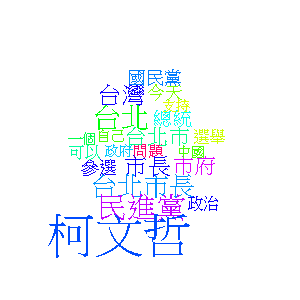 國民黨
台灣 今天
支持
台北 總統
一個 自己 台北市 選舉
可以 政府 問題 中國
參選 市長 市府
台北市長
民進黨 政治
柯文哲